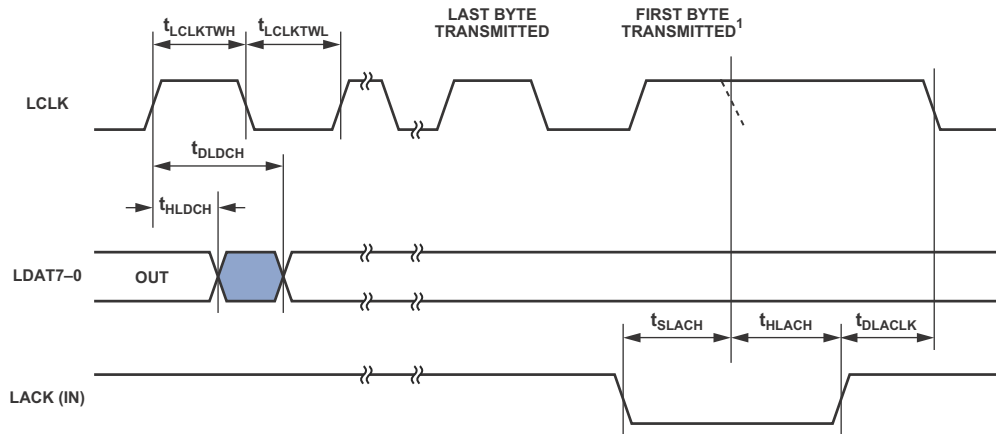 tLCLKTWH
tLCLKTWL
LAST BYTE
TRANSMITTED
FIRST BYTE
TRANSMITTED1
LCLK
tDLDCH
tHLDCH
LDAT7–0
OUT
tSLACH
tHLACH
tDLACLK
LACK (IN)